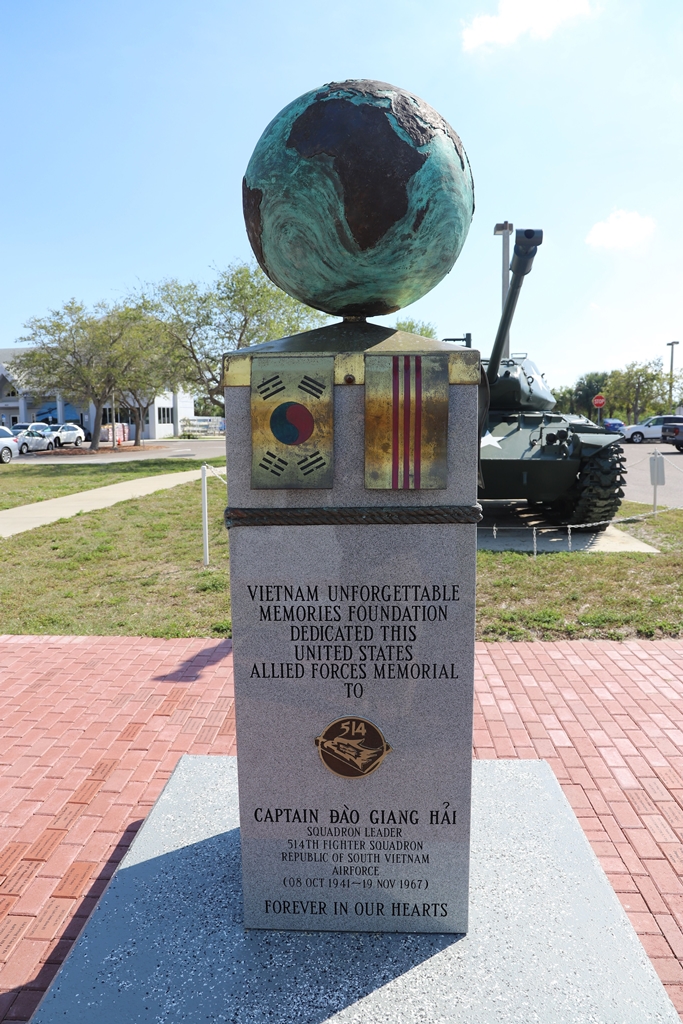 VIETNAM UNFORGETTABLE
MEMORIES FOUNDATION
DEDICATED THIS
UNITED STATES
ALLIED FORCES MEMORIAL
TO
514
CAPTAIN ĐÀO GIANG HẢI
SQUADRON LEADER
514TH FIGHTER SQUADRON
REPUBLIC OF SOUTH VIETNAM
AIRFORCE
(08 OCT 1941~19 NOV 1967)
FOREVER IN OUR HEARTS
STOP